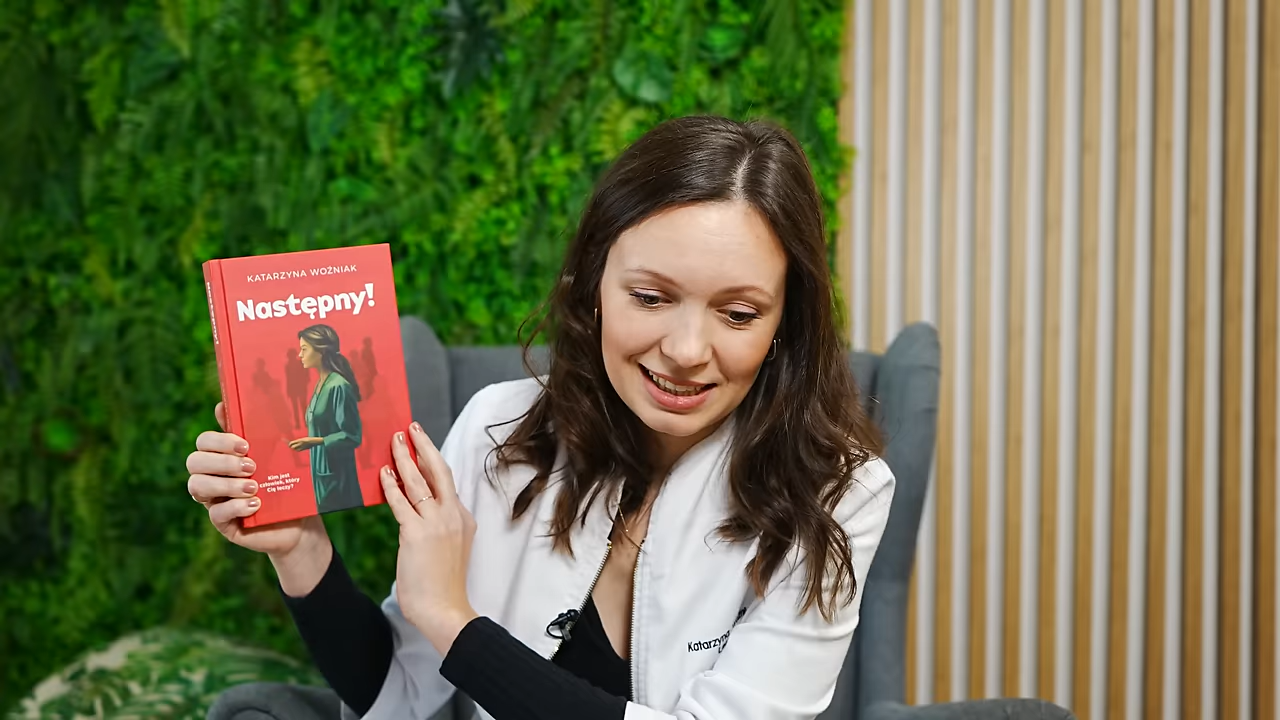 KATARZYNA WOŹNIAK
Następny!
Kim jest
człowiek, który
Cię leczy?
Katarzyna